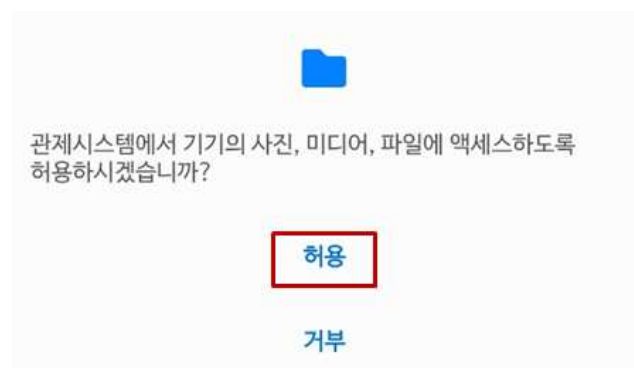 관제시스템에서 기기의 사진, 미디어, 파일에 액세스하도록
허용하시겠습니까?
허용
거부